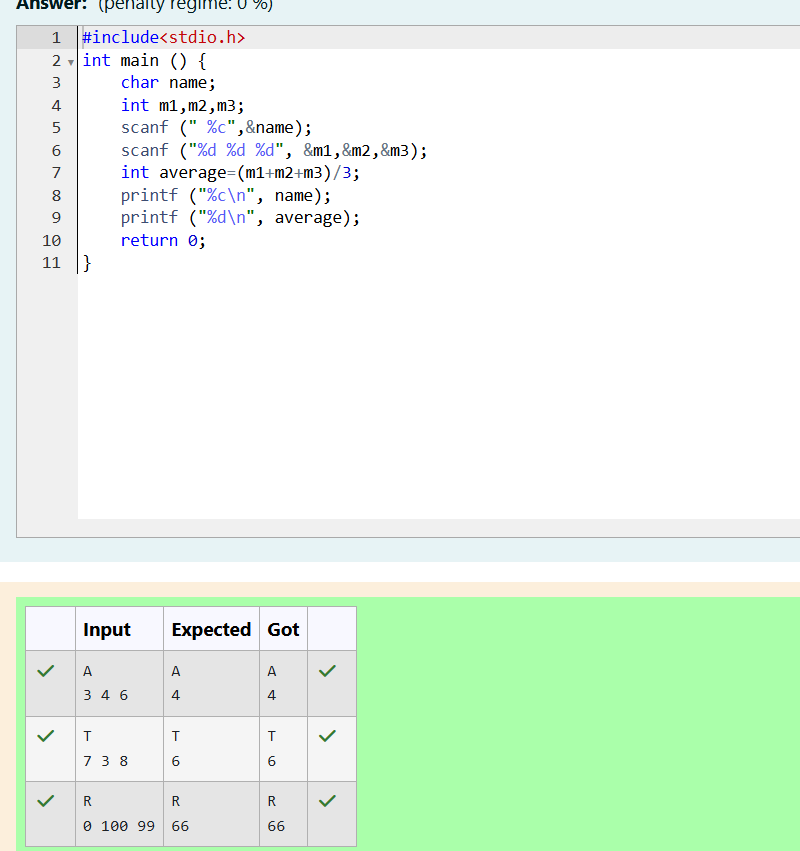 Answer: (penalty regime: 0 %)
1 #include<stdio.h>
2 int main () {
3 char name;
4 int m1,m2,m3;
5 scanf (" %c",&name);
6 scanf ("%d %d %d", &m1,&m2,&m3);
7 int average=(m1+m2+m3)/3;
8 printf ("%c\n", name);
9 printf ("%d\n", average);
10 return 0;
11 }
Input Expected Got
A A A
3 4 6 4 4
T T T
7 3 8 6 6
R R R
0 100 99 66 66